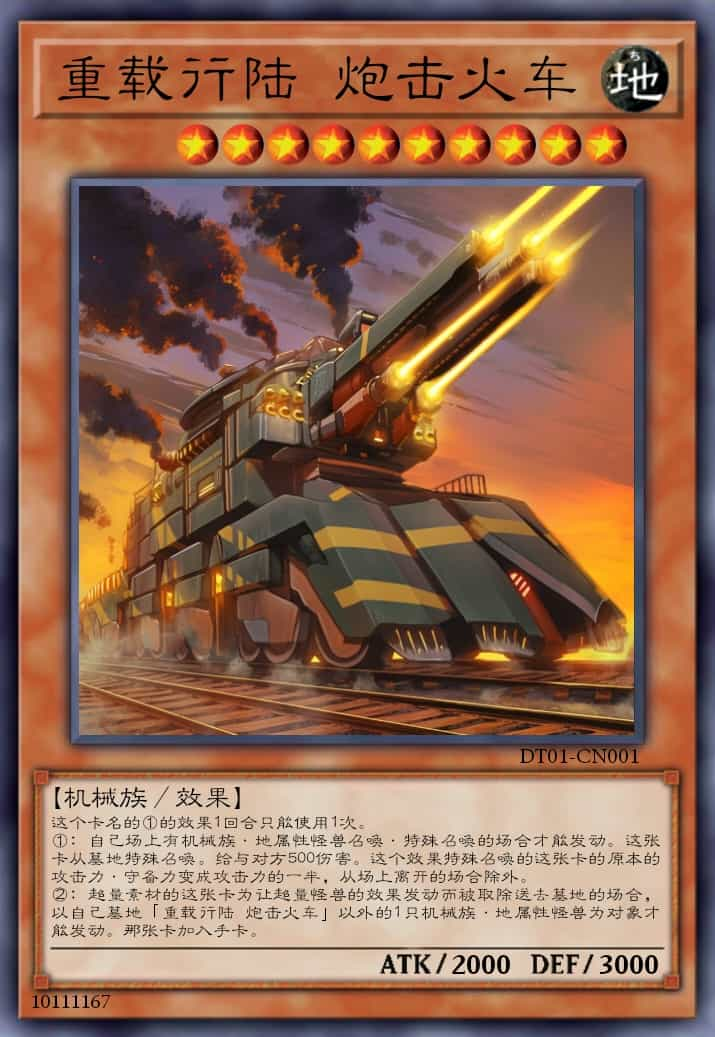 重载行陆 炮击火车
ち
地
DT01-CN001
【机械族／效果】
这个卡名的①的效果1回合只能使用1次。
①：自己场上有机械族·地属性怪兽召唤·特殊召唤的场合才能发动。这张
卡从墓地特殊召唤。给与对方500伤害。这个效果特殊召唤的这张卡的原本的
攻击力·守备力变成攻击力的一半，从场上离开的场合除外。
②：超量素材的这张卡为让超量怪兽的效果发动而被取除送去墓地的场合，
以自己墓地「重载行陆 炮击火车」以外的1只机械族·地属性怪兽为对象才
能发动。那张卡加入手卡。
ATK/2000 DEF/3000
10111167